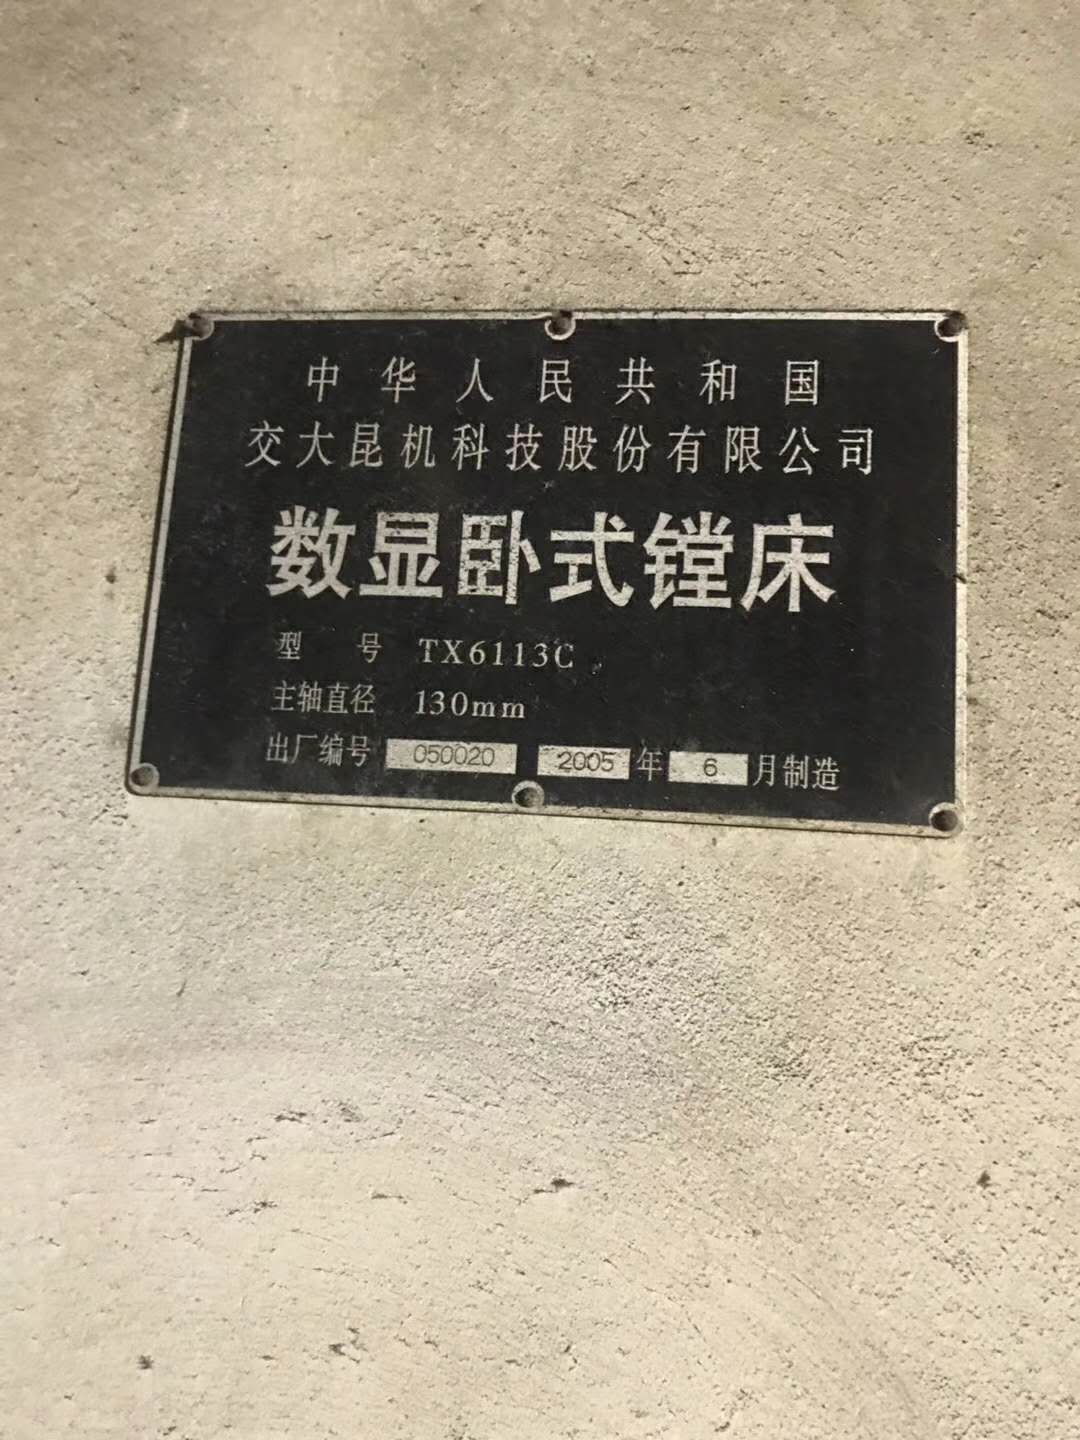 中华人民共和国
交大昆机科技股份有限公司
数显卧式镗床
型 号 TX6113C
主轴直径 130mm
出厂编号 050020 2005 年 6 月制造